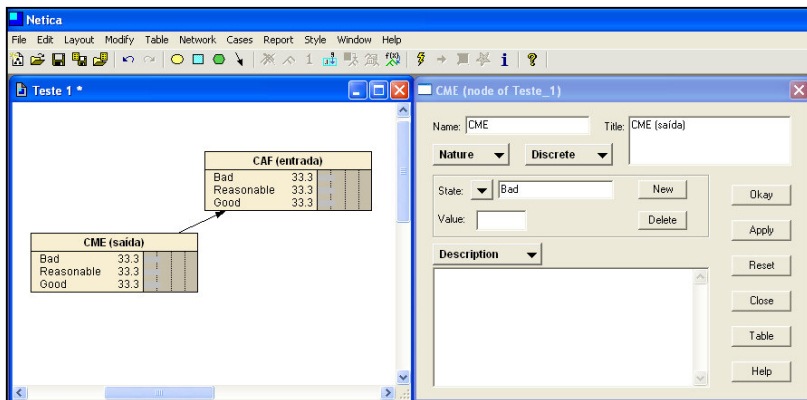 Netica
File Edit Layout Modify Table Network Cases Report Style Window Help
1 f(x) i ?
Teste 1 *
CAF (entrada)
Bad 33.3
Reasonable 33.3
Good 33.3
CME (saída)
Bad 33.3
Reasonable 33.3
Good 33.3
CME (node of Teste_1)
Name: CME Title: CME (saída)
Nature Discrete
State: Bad New
Value: Delete
Description
Okay
Apply
Reset
Close
Table
Help